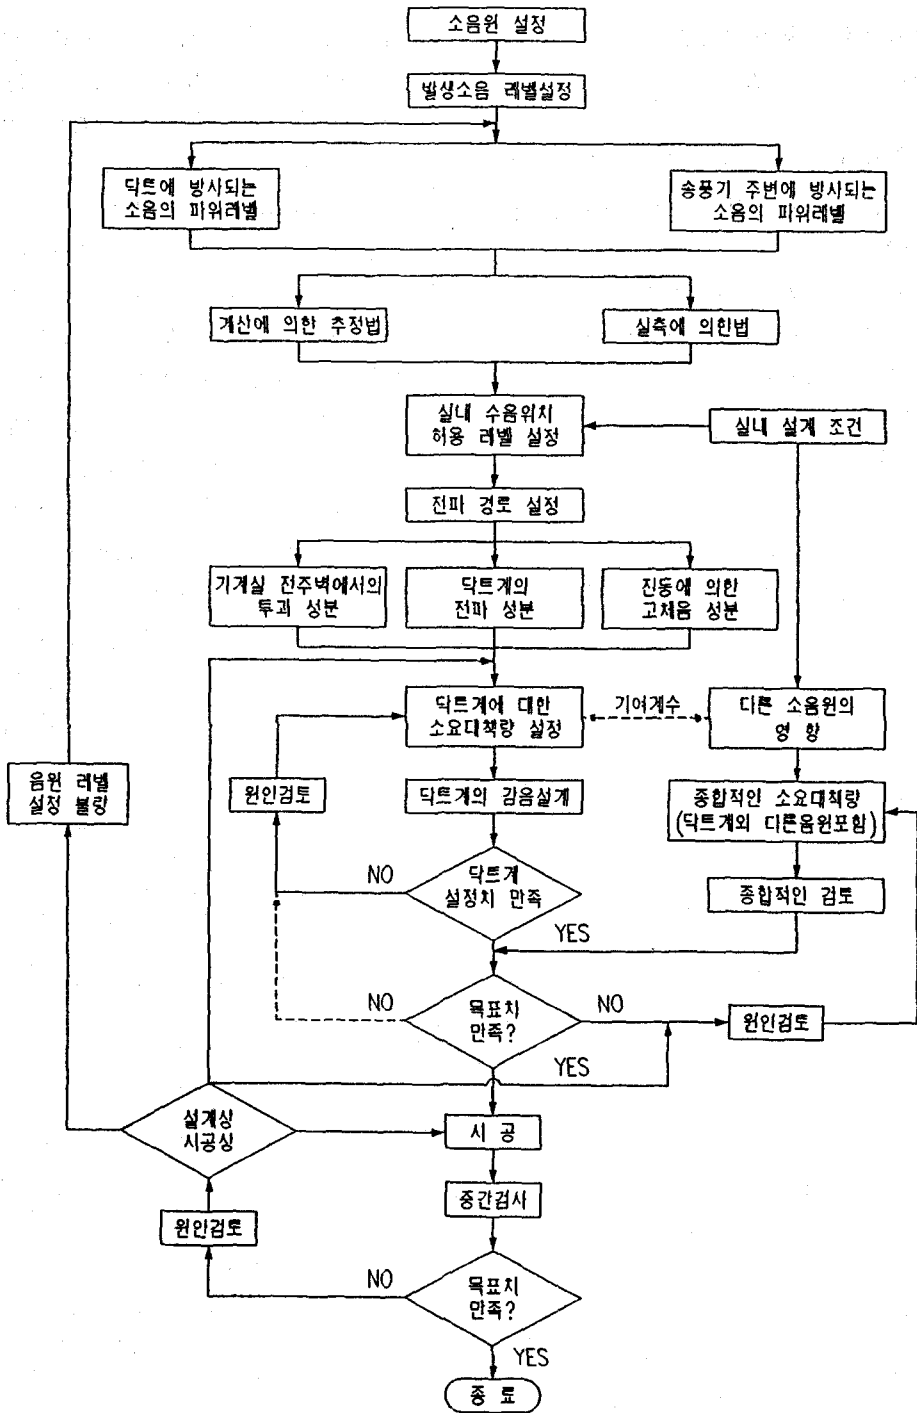 소음원 설정
발생소음 레벨설정
닥트에 방사되는
소음의 파워레벨
송풍기 주변에 방사되는
소음의 파워레벨
계산에 의한 추정법
실측에 의한법
실내 수음위치
허용 레벨 설정
실내 설계 조건
전파 경로 설정
기계실 전주벽에서의
투과 성분
닥트계의
전파 성분
진동에 의한
고체음 성분
닥트계에 대한
소요대책량 설정
기여계수
다른 소음원의
영 향
음원 레벨
설정 불량
원인검토
닥트계의 감음설계
종합적인 소요대책량
(닥트계외 다른음원포함)
NO
닥트계
설정치 만족
종합적인 검토
YES
NO
목표치
만족?
NO
원인검토
YES
설계상
시공상
시 공
중간검사
원인검토
NO
목표치
만족?
YES
종 료